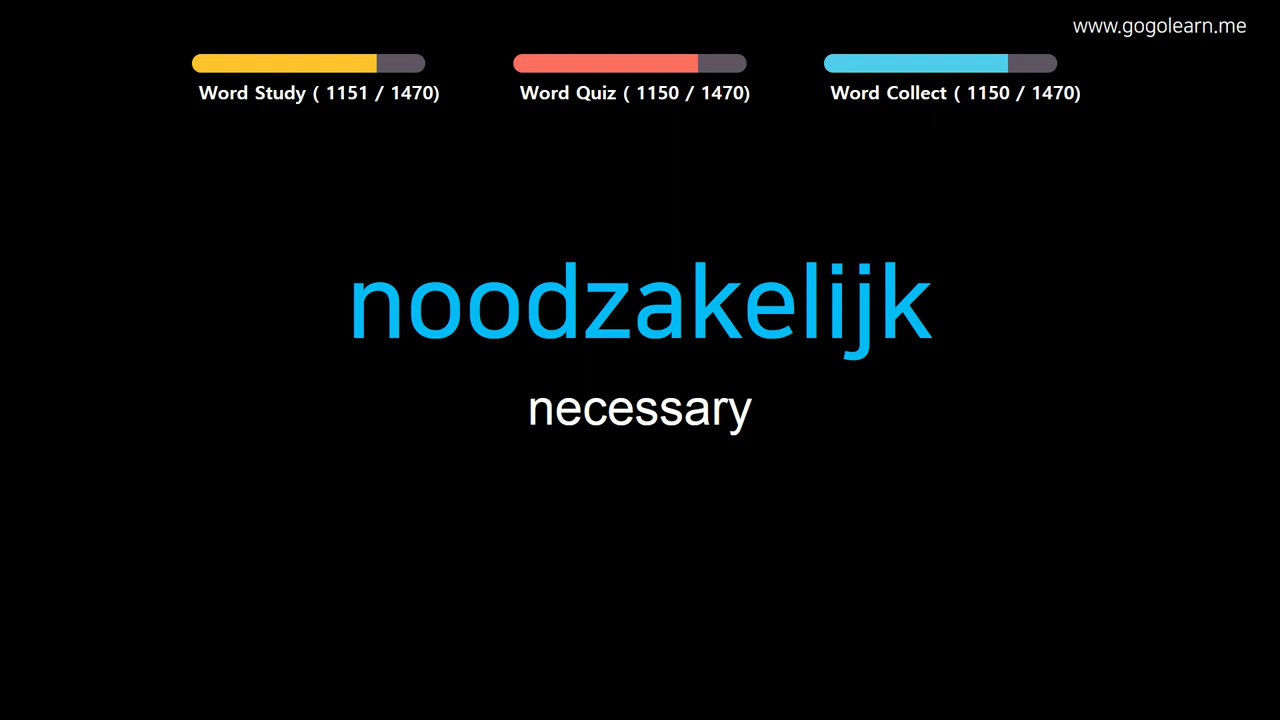 www.gogolearn.me
Word Study ( 1151 / 1470)
Word Quiz ( 1150 / 1470)
Word Collect ( 1150 / 1470)
noodzakelijk
necessary